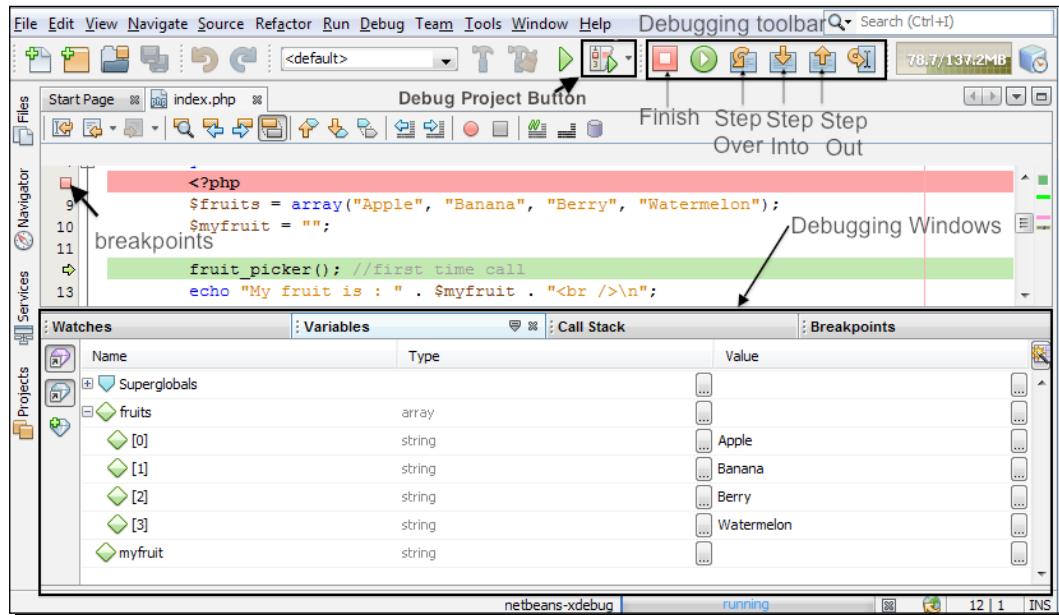 File Edit View Navigate Source Refactor Run Debug Team Tools Window Help
Debugging toolbar
Search (Ctrl+I)
<default>
78.7/137.2MB
Start Page
index.php
Debug Project Button
Finish
Step Over
Step Into
Step Out
Files
Navigator
Services
Projects
<?php
9 $fruits = array("Apple", "Banana", "Berry", "Watermelon");
10 $myfruit = "";
breakpoints
Debugging Windows
11
fruit_picker(); //first time call
13 echo "My fruit is : " . $myfruit . "<br />\n";
Watches
Variables
Call Stack
Breakpoints
Name Type Value
Superglobals
fruits array
[0] string Apple
[1] string Banana
[2] string Berry
[3] string Watermelon
myfruit string
netbeans-xdebug running 12 | 1 INS